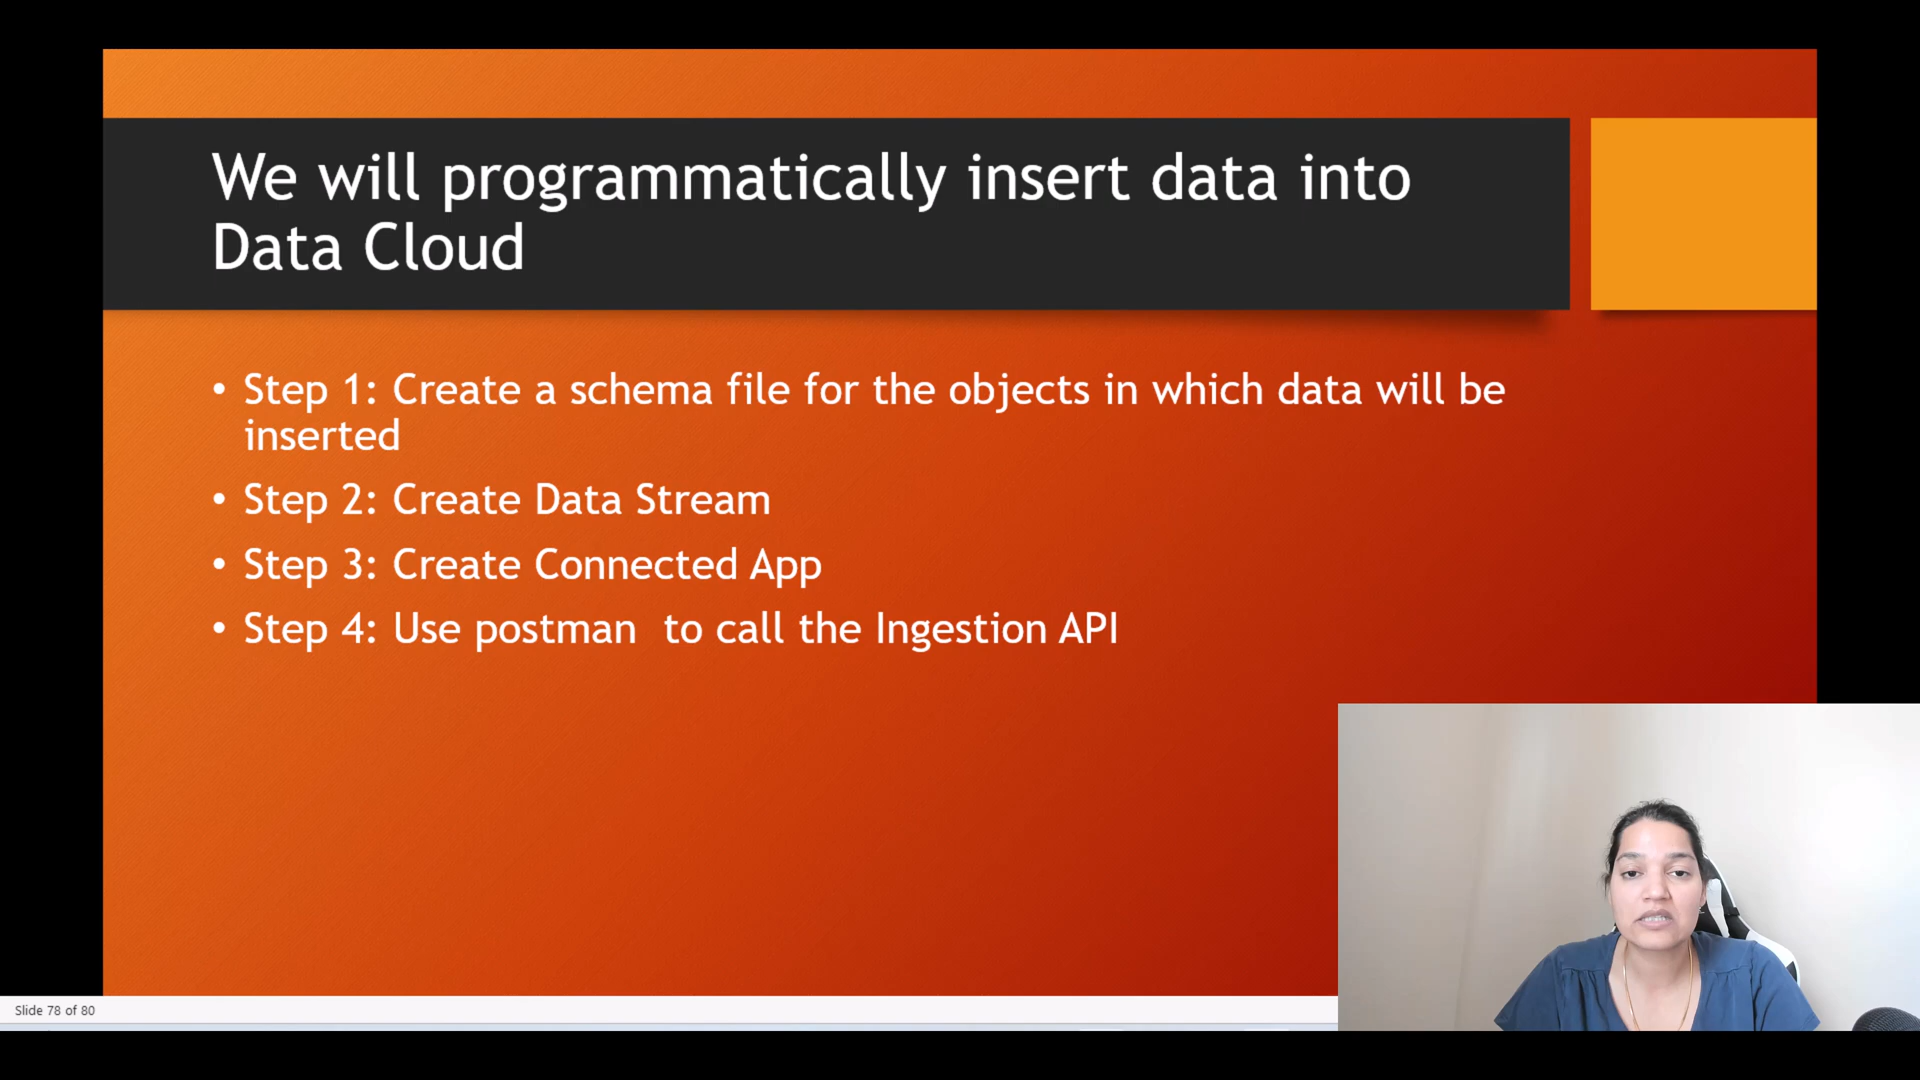 We will programmatically insert data into
Data Cloud
• Step 1: Create a schema file for the objects in which data will be
inserted
• Step 2: Create Data Stream
• Step 3: Create Connected App
• Step 4: Use postman  to call the Ingestion API
Slide 78 of 80